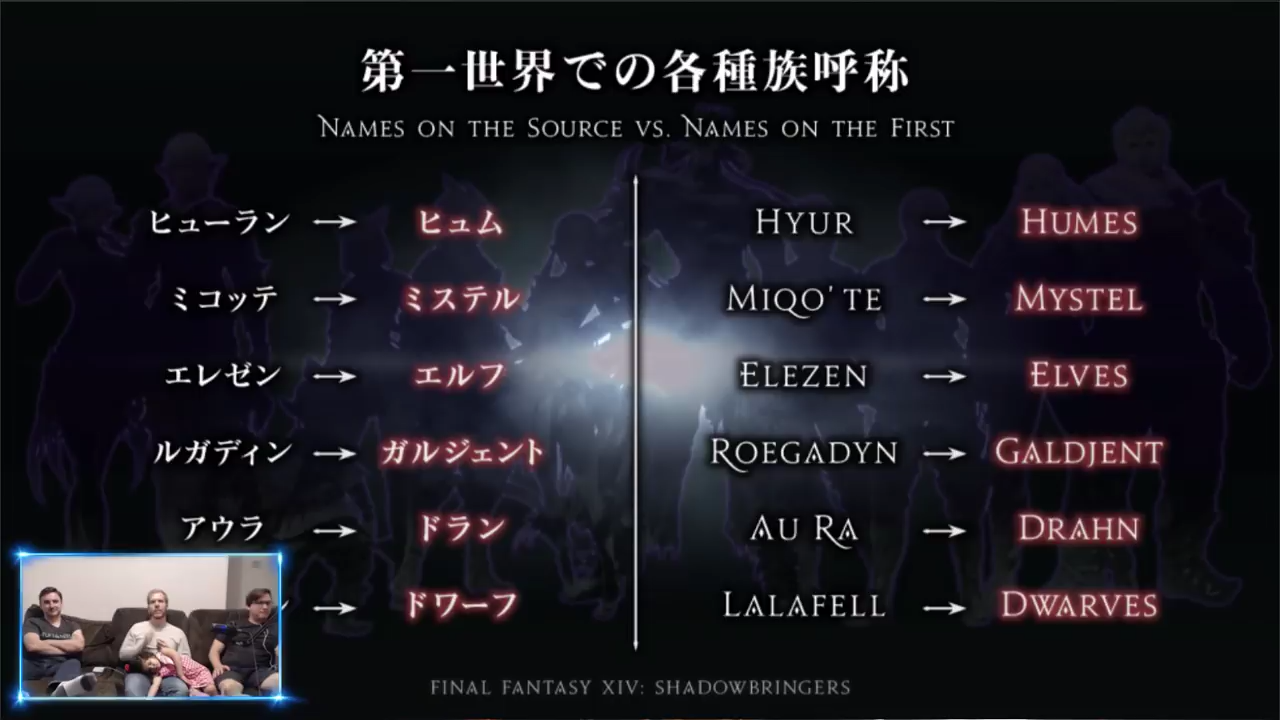 第一世界での各種族呼称
Names on the Source vs. Names on the First
ヒューラン → ヒュム
ミコッテ → ミステル
エレゼン → エルフ
ルガディン → ガルジェント
アウラ → ドラン
→ ドワーフ
Hyur → Humes
Miqo'te → Mystel
Elezen → Elves
Roegadyn → Galdjent
Au Ra → Drahn
Lalafell → Dwarves
FINAL FANTASY XIV: SHADOWBRINGERS